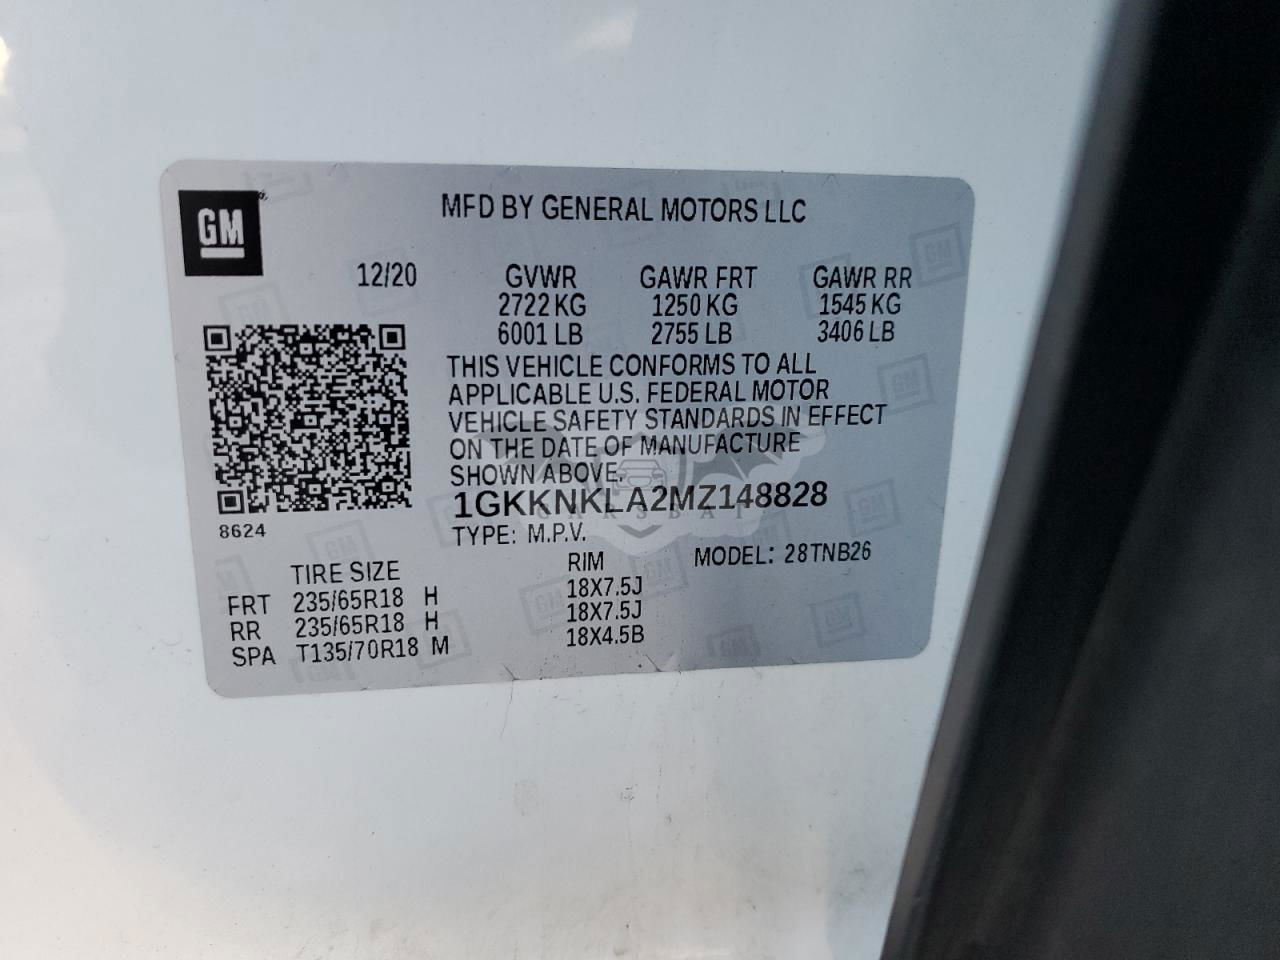 GM
MFD BY GENERAL MOTORS LLC
12/20 GVWR GAWR FRT GAWR RR
2722 KG 1250 KG 1545 KG
6001 LB 2755 LB 3406 LB
THIS VEHICLE CONFORMS TO ALL
APPLICABLE U.S. FEDERAL MOTOR
VEHICLE SAFETY STANDARDS IN EFFECT
ON THE DATE OF MANUFACTURE
SHOWN ABOVE.
1GKKNKLA2MZ148828
CARSBAT
8624
TYPE: M.P.V. MODEL: 28TNB26
TIRE SIZE RIM
FRT 235/65R18 H 18X7.5J
RR 235/65R18 H 18X7.5J
SPA T135/70R18 M 18X4.5B